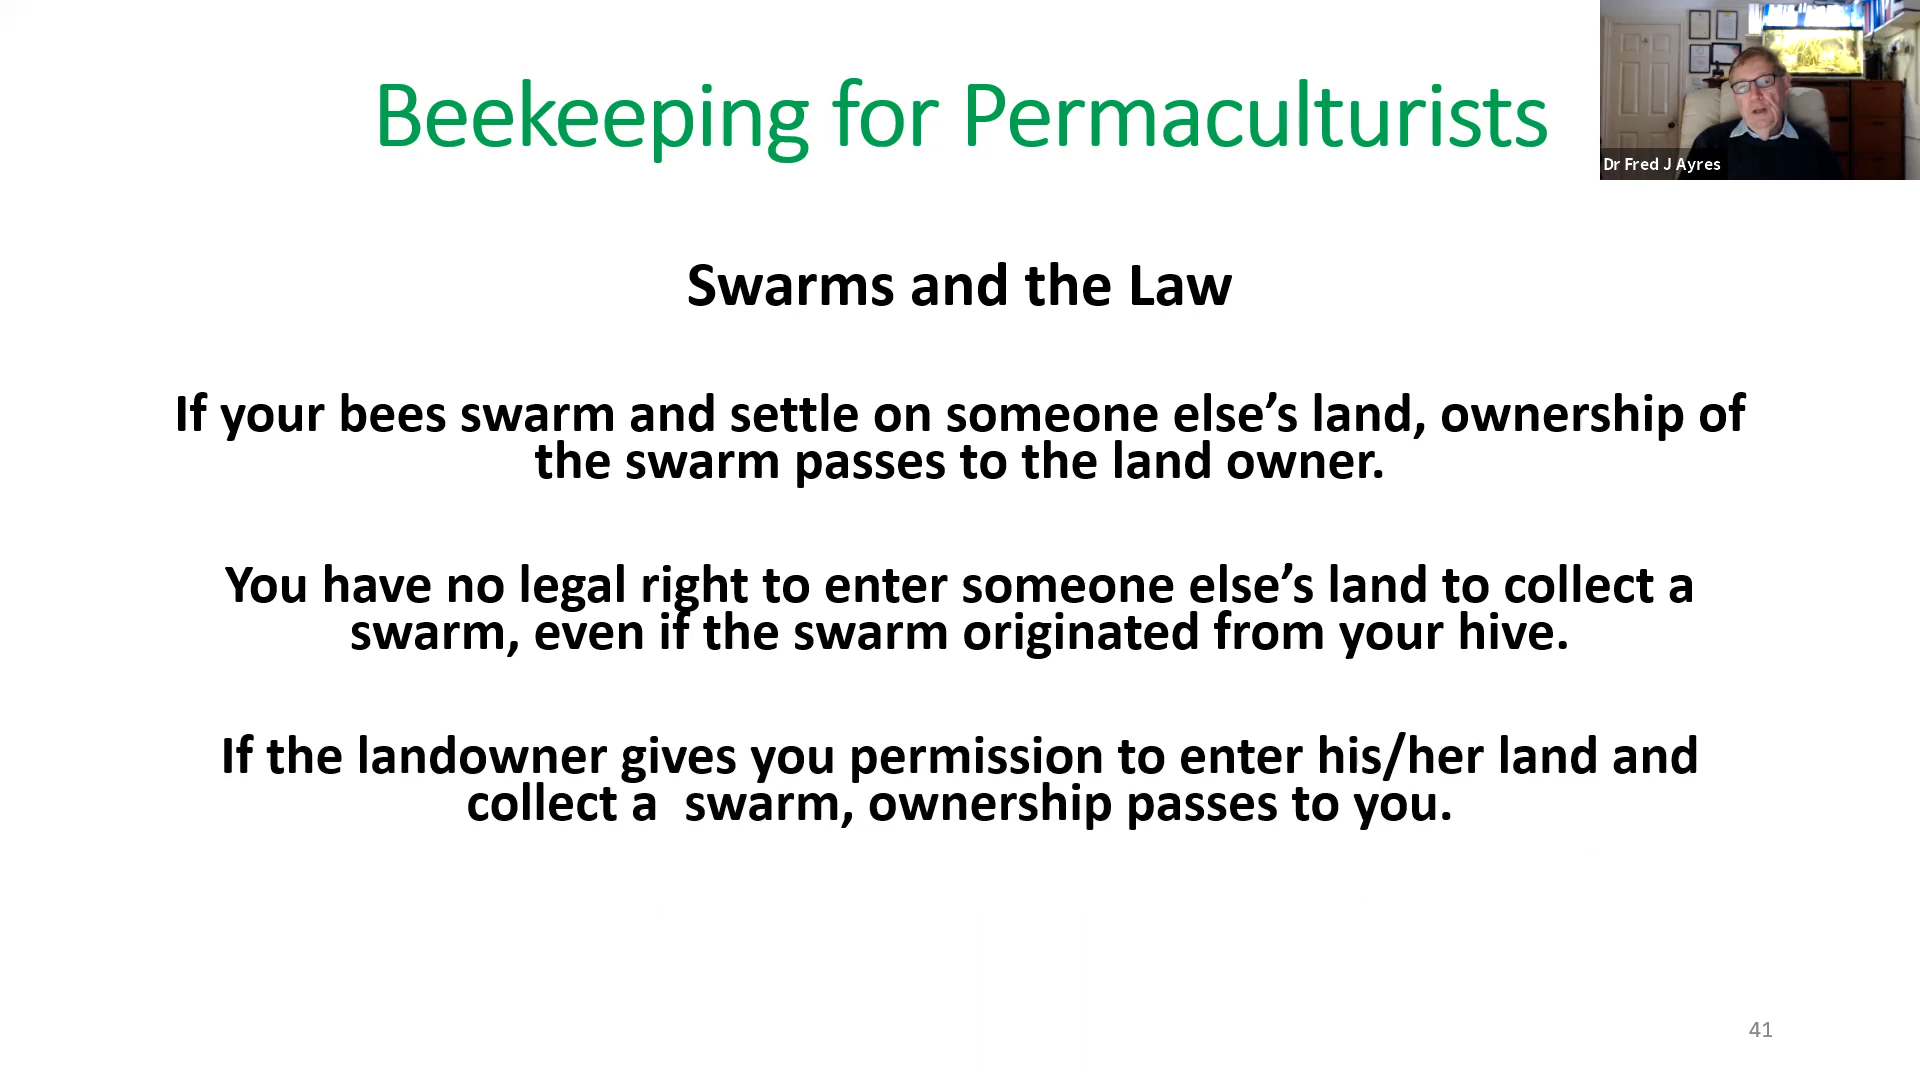 Beekeeping for Permaculturists
Dr Fred J Ayres
Swarms and the Law
If your bees swarm and settle on someone else’s land, ownership of
the swarm passes to the land owner.
You have no legal right to enter someone else’s land to collect a
swarm, even if the swarm originated from your hive.
If the landowner gives you permission to enter his/her land and
collect a  swarm, ownership passes to you.
41